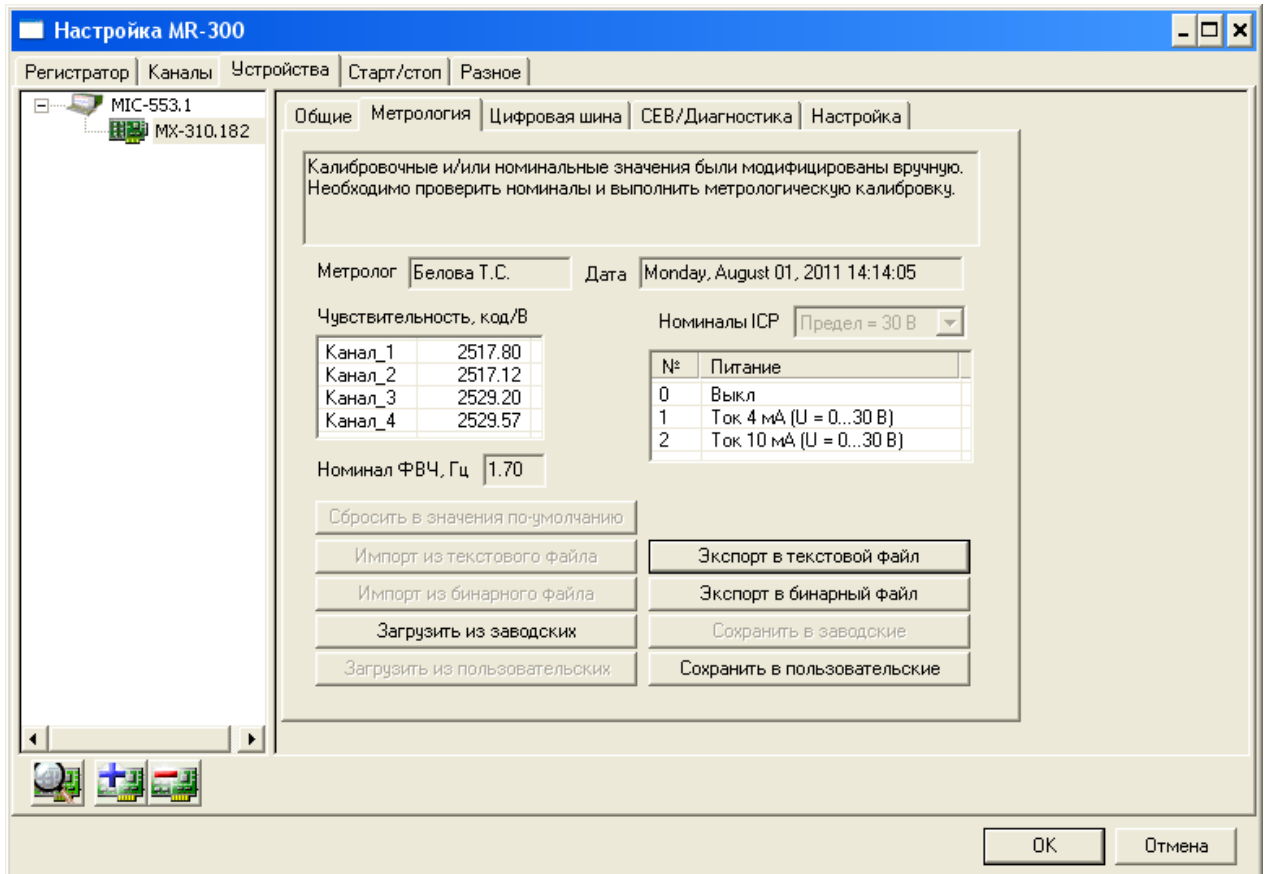 Настройка MR-300
Регистратор Каналы Устройства Старт/стоп Разное
MIC-553.1
MX-310.182
Общие Метрология Цифровая шина СЕВ/Диагностика Настройка
Калибровочные и/или номинальные значения были модифицированы вручную.
Необходимо проверить номиналы и выполнить метрологическую калибровку.
Метролог Белова Т.С. Дата Monday, August 01, 2011 14:14:05
Чувствительность, код/В Номиналы ICP Предел = 30 В
Канал_1 2517.80
Канал_2 2517.12
Канал_3 2529.20
Канал_4 2529.57
№ Питание
0 Выкл
1 Ток 4 мА (U = 0...30 В)
2 Ток 10 мА (U = 0...30 В)
Номинал ФВЧ, Гц 1.70
Сбросить в значения по-умолчанию
Импорт из текстового файла Экспорт в текстовой файл
Импорт из бинарного файла Экспорт в бинарный файл
Загрузить из заводских Сохранить в заводские
Загрузить из пользовательских Сохранить в пользовательские
OK Отмена